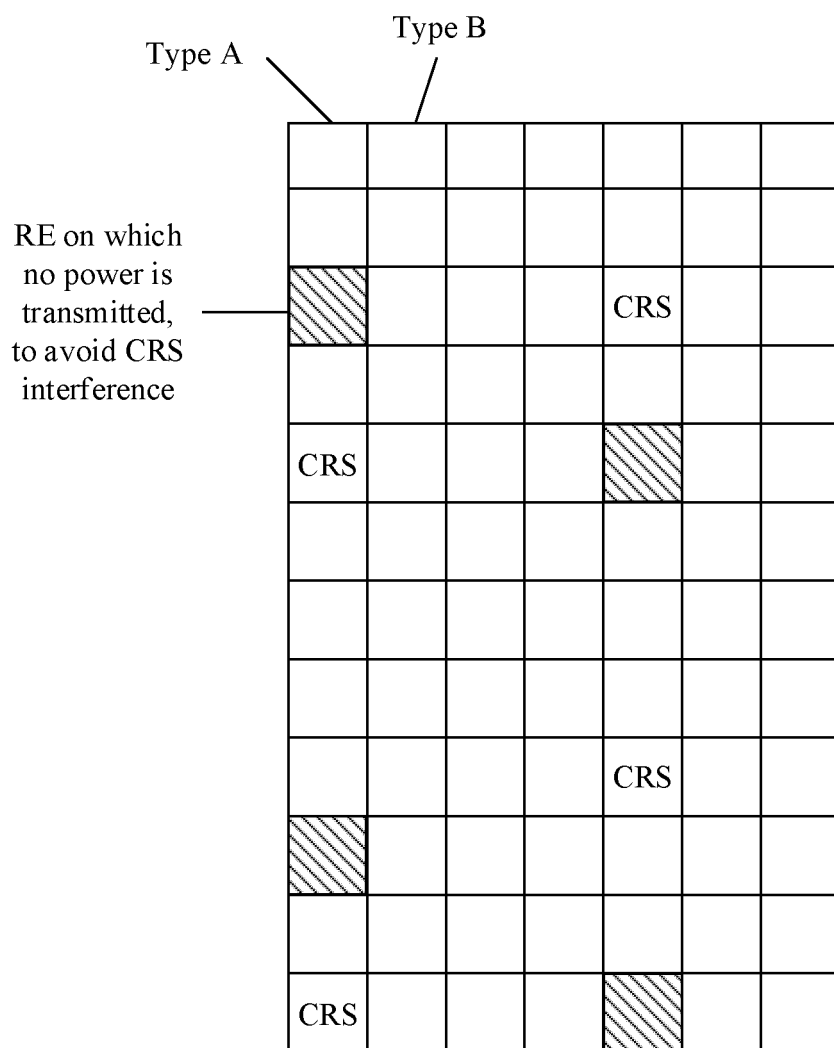 Type A
Type B
RE on which
no power is
transmitted,
to avoid CRS
interference
CRS
CRS
CRS
CRS